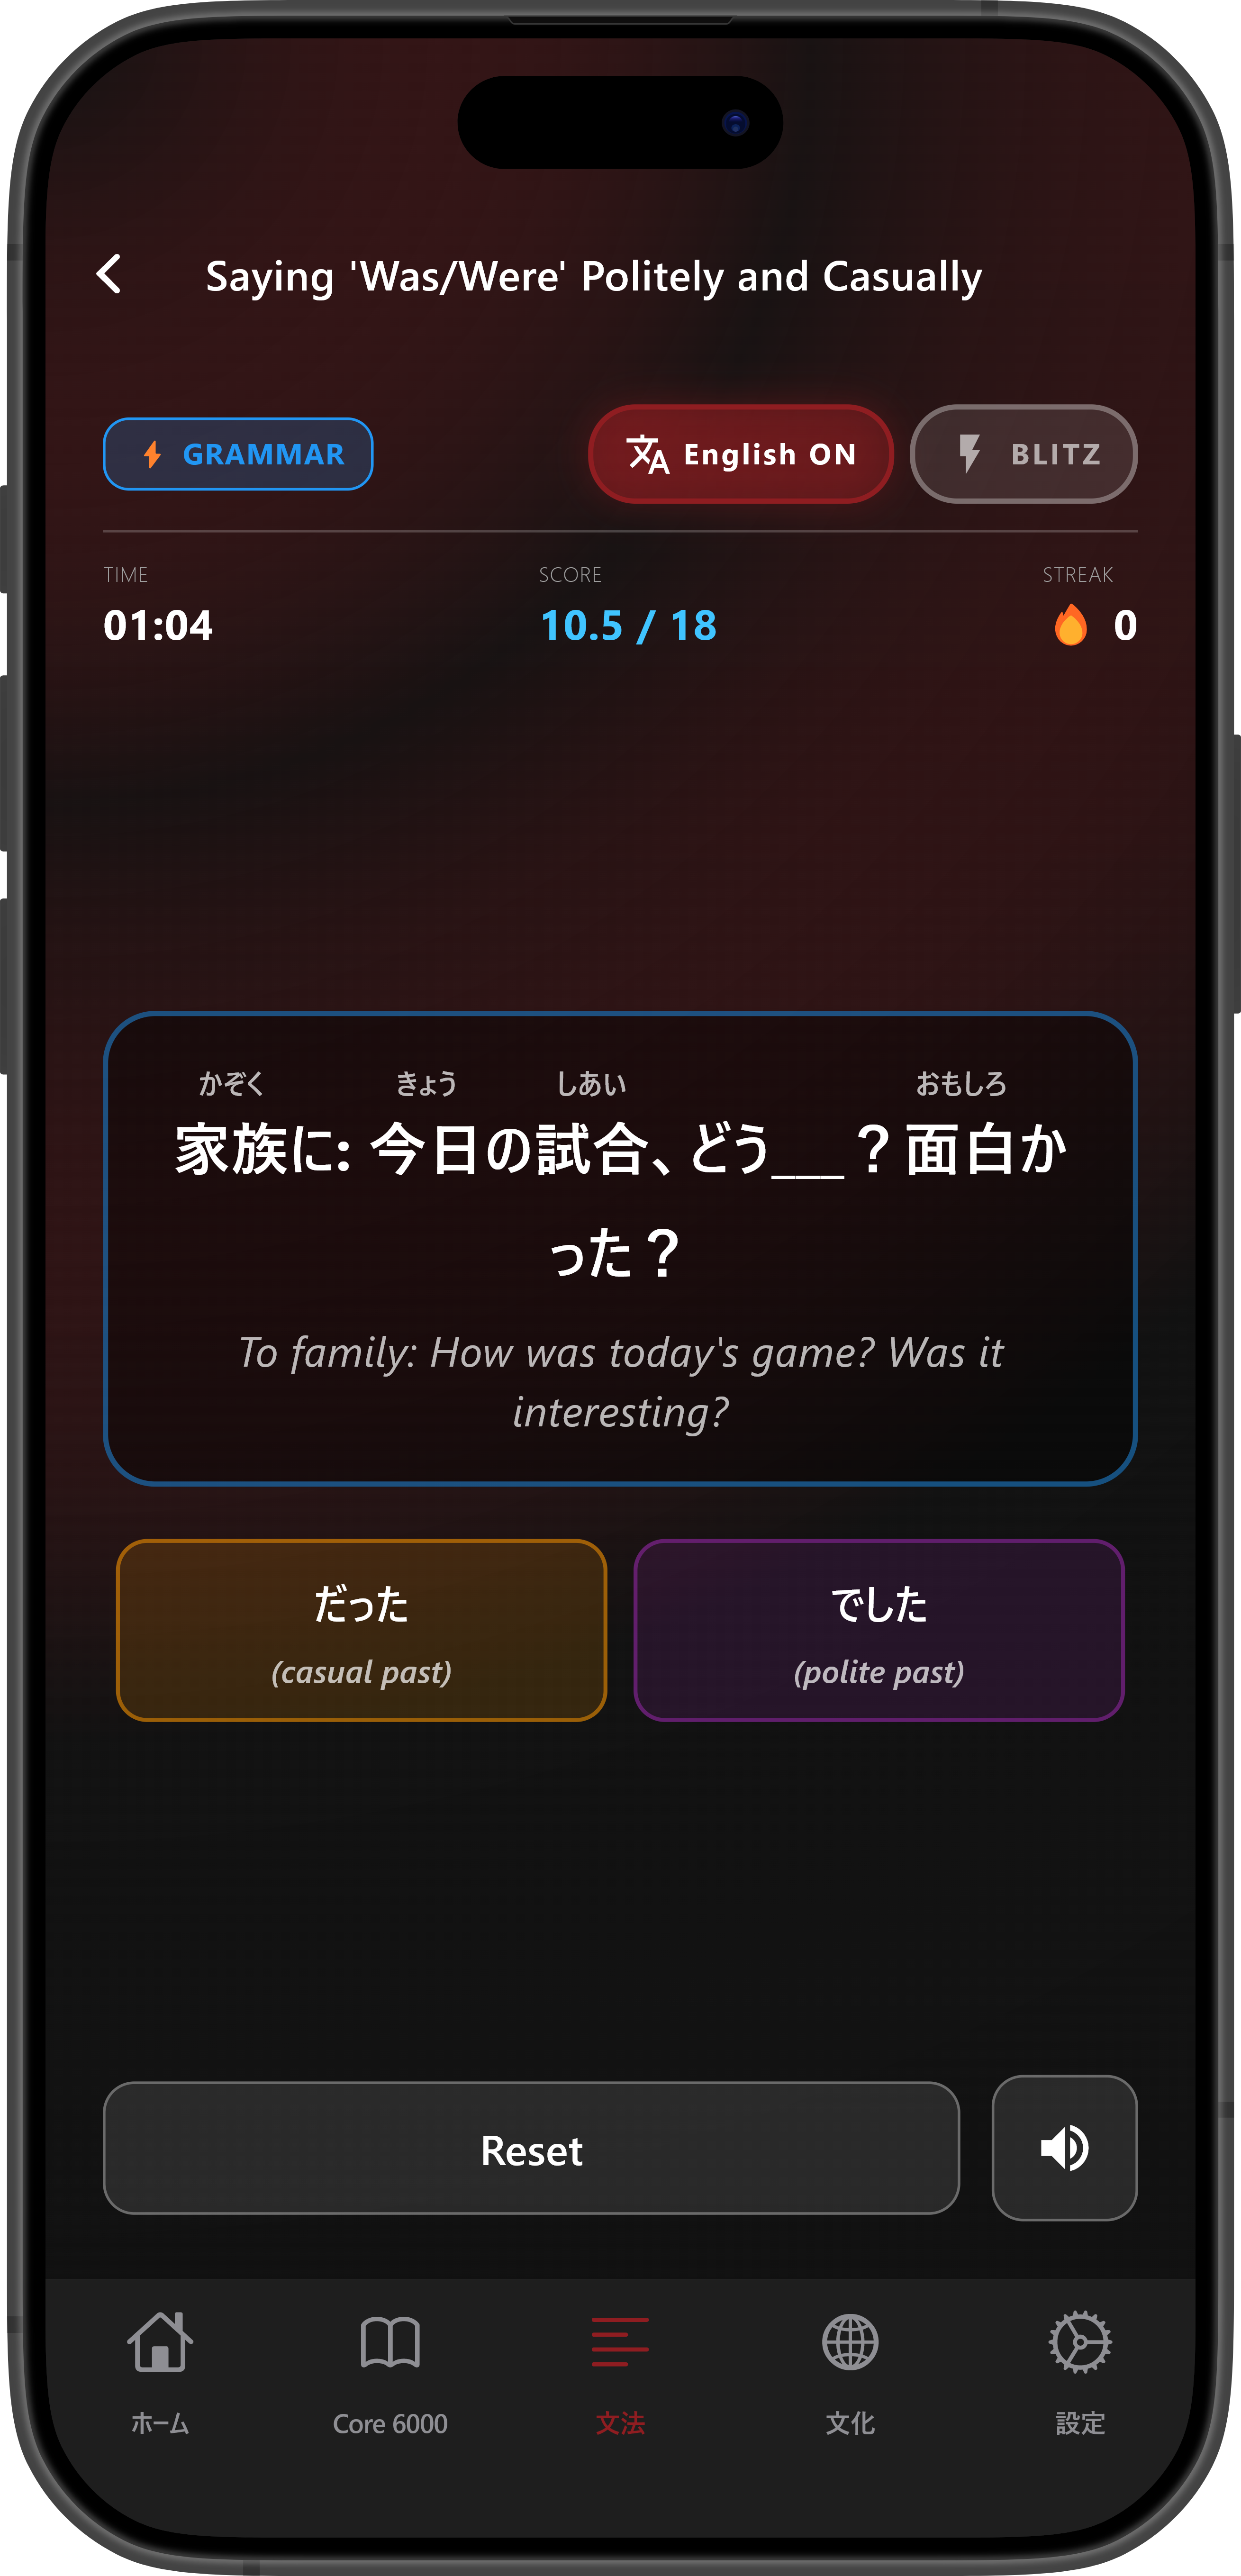 Saying 'Was/Were' Politely and Casually
GRAMMAR
English ON
BLITZ
TIME
SCORE
STREAK
01:04
10.5 / 18
0
かぞく きょう しあい おもしろ
家族に: 今日の試合、どう___？面白か
った？
To family: How was today's game? Was it
interesting?
だった
(casual past)
でした
(polite past)
Reset
ホーム
Core 6000
文法
文化
設定